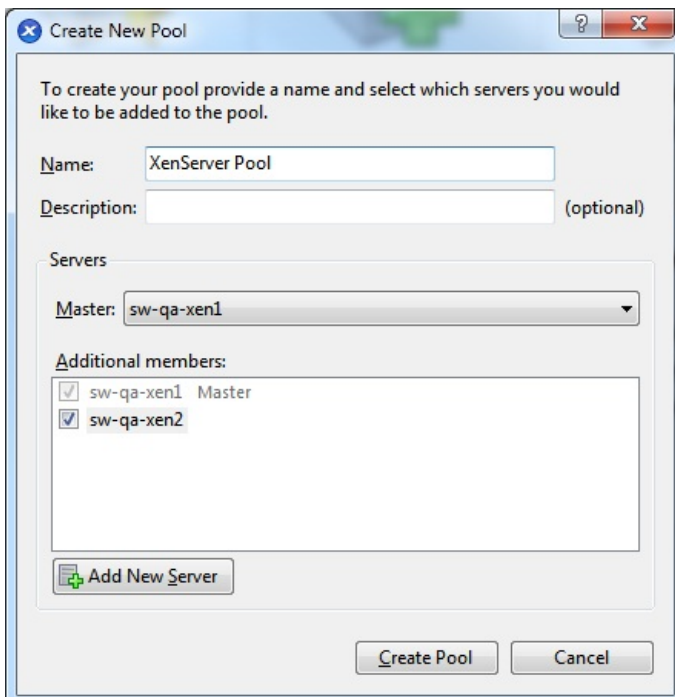 Create New Pool
To create your pool provide a name and select which servers you would
like to be added to the pool.
Name: XenServer Pool
Description: (optional)
Servers
Master: sw-qa-xen1
Additional members:
sw-qa-xen1 Master
sw-qa-xen2
Add New Server
Create Pool Cancel